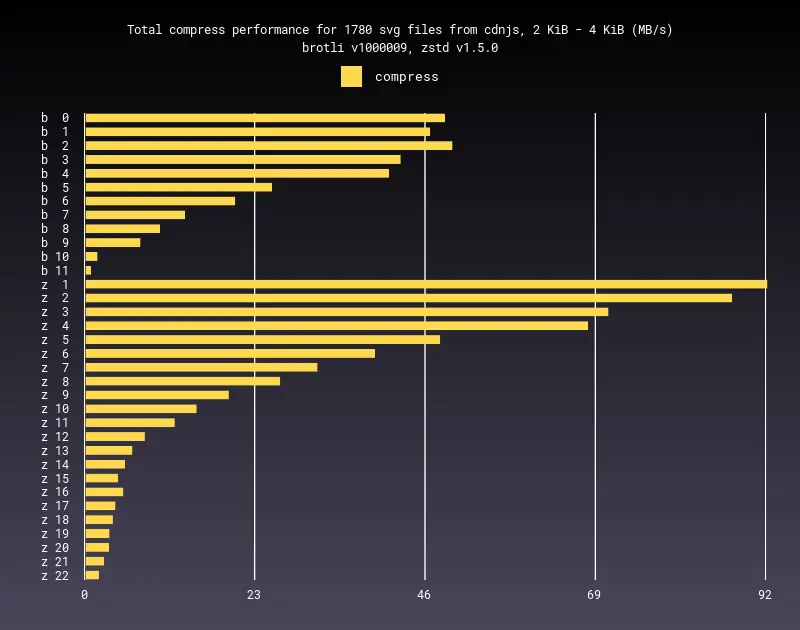 Total compress performance for 1780 svg files from cdnjs, 2 KiB - 4 KiB (MB/s)
brotli v1000009, zstd v1.5.0
compress
b 0
b 1
b 2
b 3
b 4
b 5
b 6
b 7
b 8
b 9
b 10
b 11
z 1
z 2
z 3
z 4
z 5
z 6
z 7
z 8
z 9
z 10
z 11
z 12
z 13
z 14
z 15
z 16
z 17
z 18
z 19
z 20
z 21
z 22
0 23 46 69 92